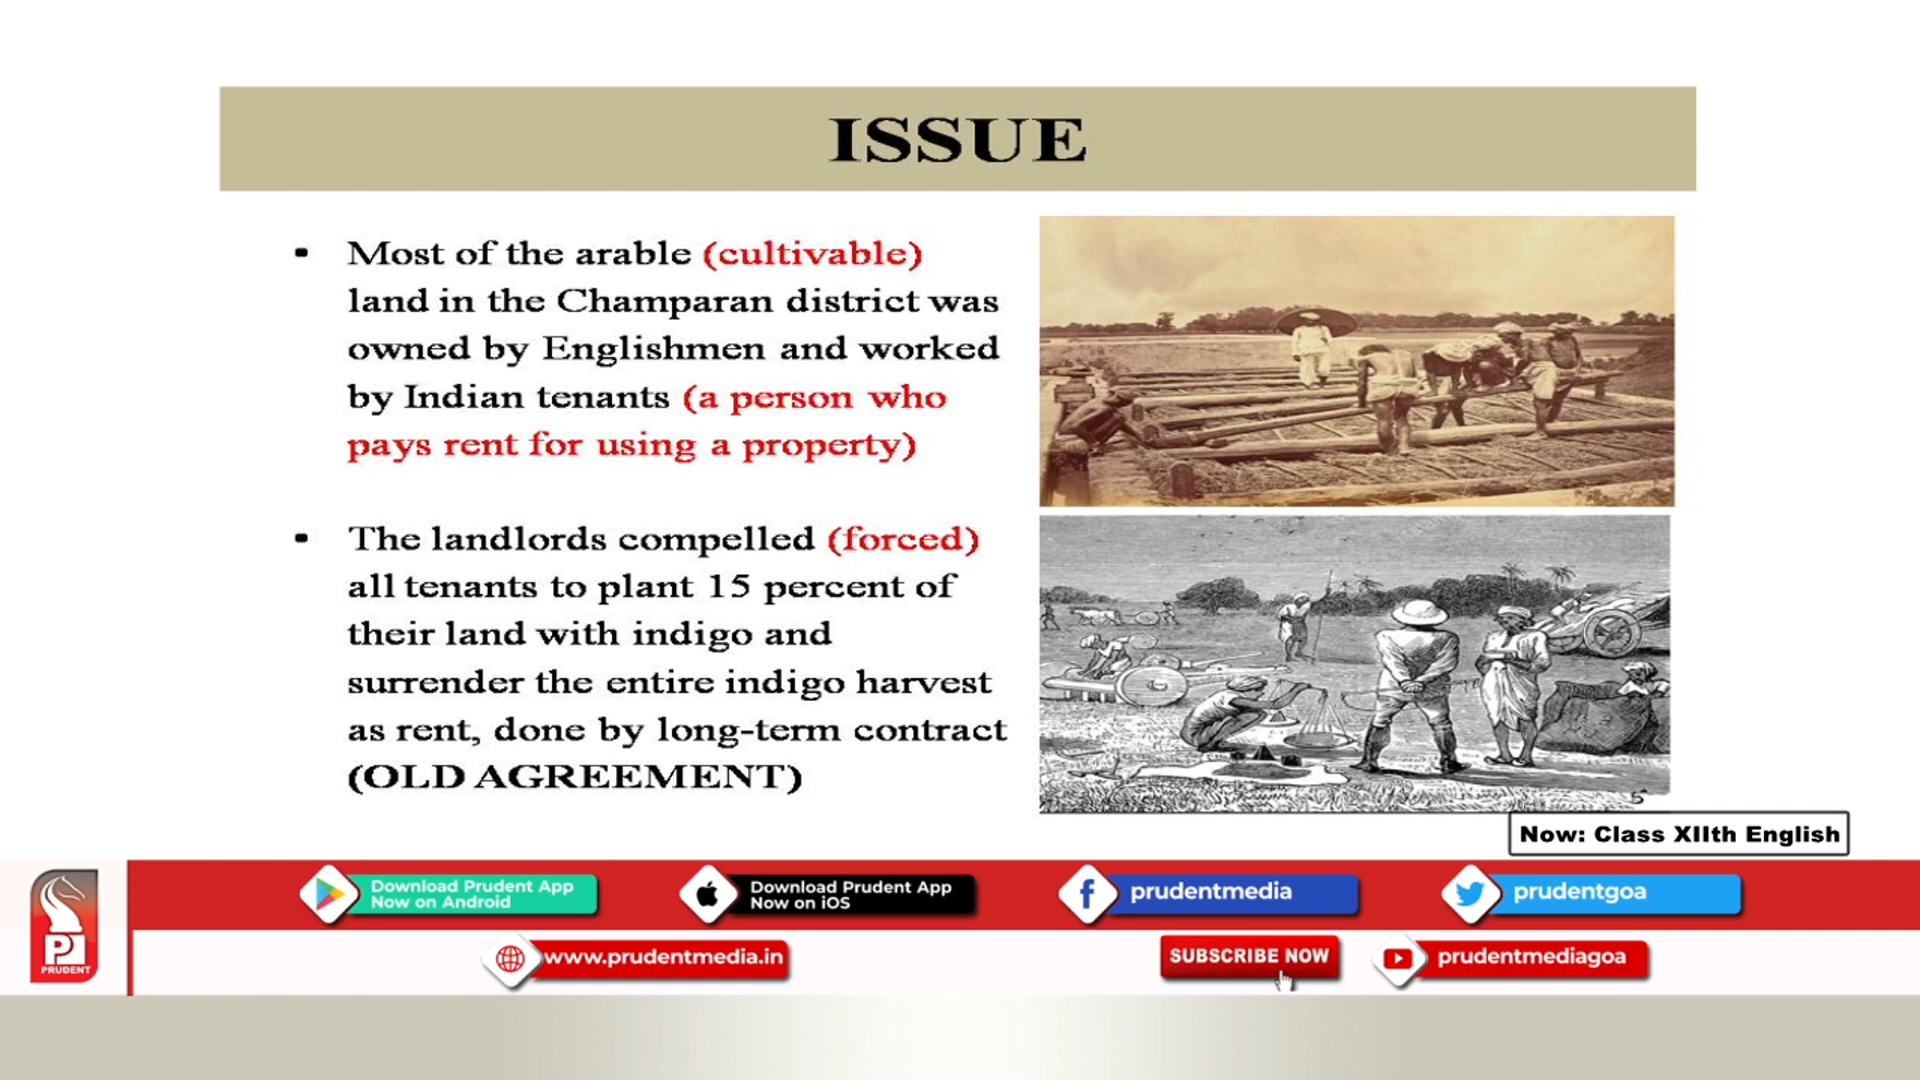 ISSUE
▪ Most of the arable (cultivable)
land in the Champaran district was
owned by Englishmen and worked
by Indian tenants (a person who
pays rent for using a property)
▪ The landlords compelled (forced)
all tenants to plant 15 percent of
their land with indigo and
surrender the entire indigo harvest
as rent, done by long-term contract
(OLD AGREEMENT)
5
Now: Class XIIth English
Download Prudent App
Now on Android
Download Prudent App
Now on iOS
prudentmedia
prudentgoa
PRUDENT
www.prudentmedia.in
SUBSCRIBE NOW
prudentmediagoa